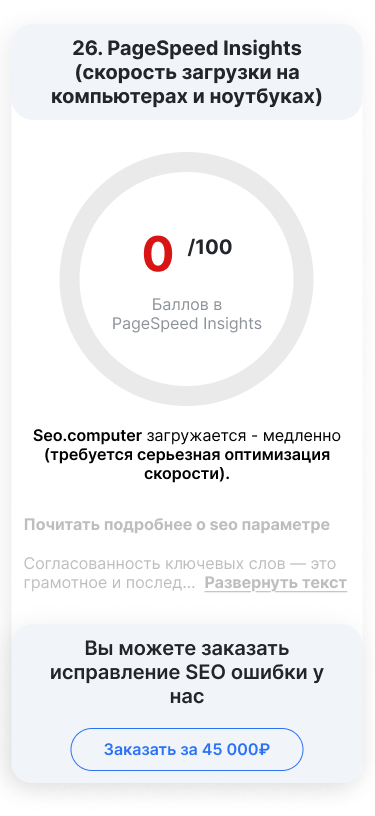 26. PageSpeed Insights
(скорость загрузки на
компьютерах и ноутбуках)
0 /100
Баллов в
PageSpeed Insights
Seo.computer загружается - медленно
(требуется серьезная оптимизация
скорости).
Почитать подробнее о seo параметре
Согласованность ключевых слов — это
грамотное и послед... Развернуть текст
Вы можете заказать
исправление SEO ошибки у
нас
Заказать за 45 000₽